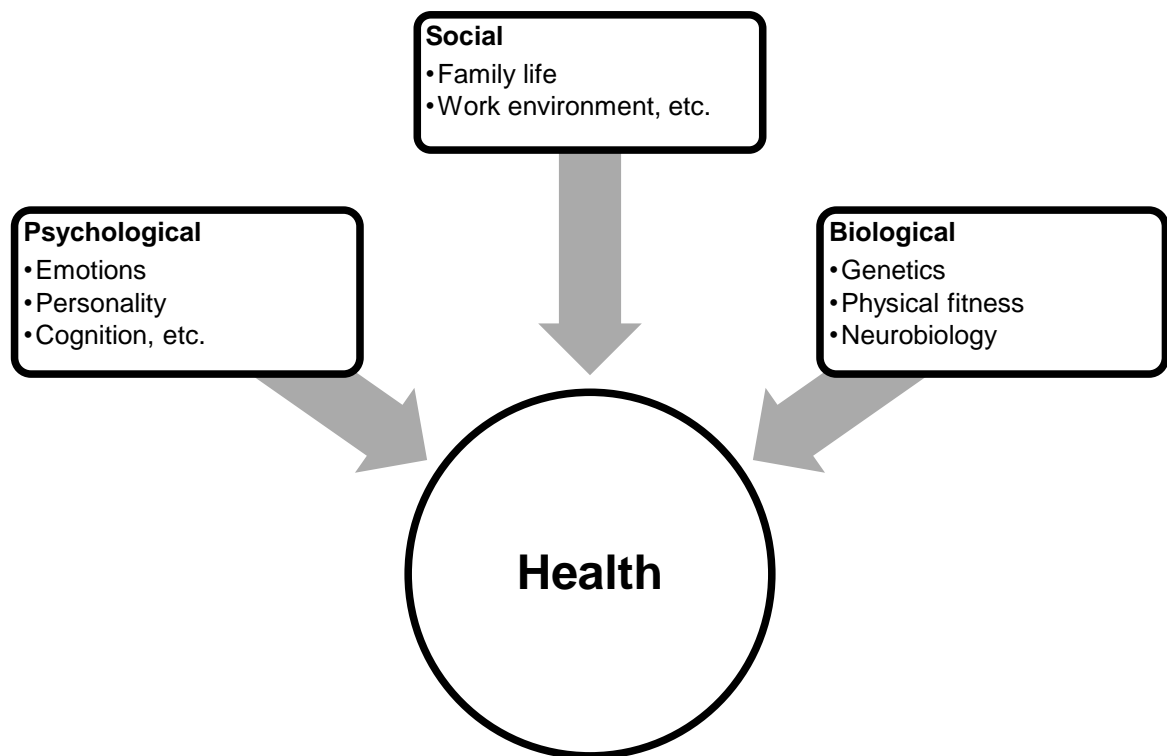 Social
•Family life
•Work environment, etc.
Psychological
•Emotions
•Personality
•Cognition, etc.
Biological
•Genetics
•Physical fitness
•Neurobiology
Health